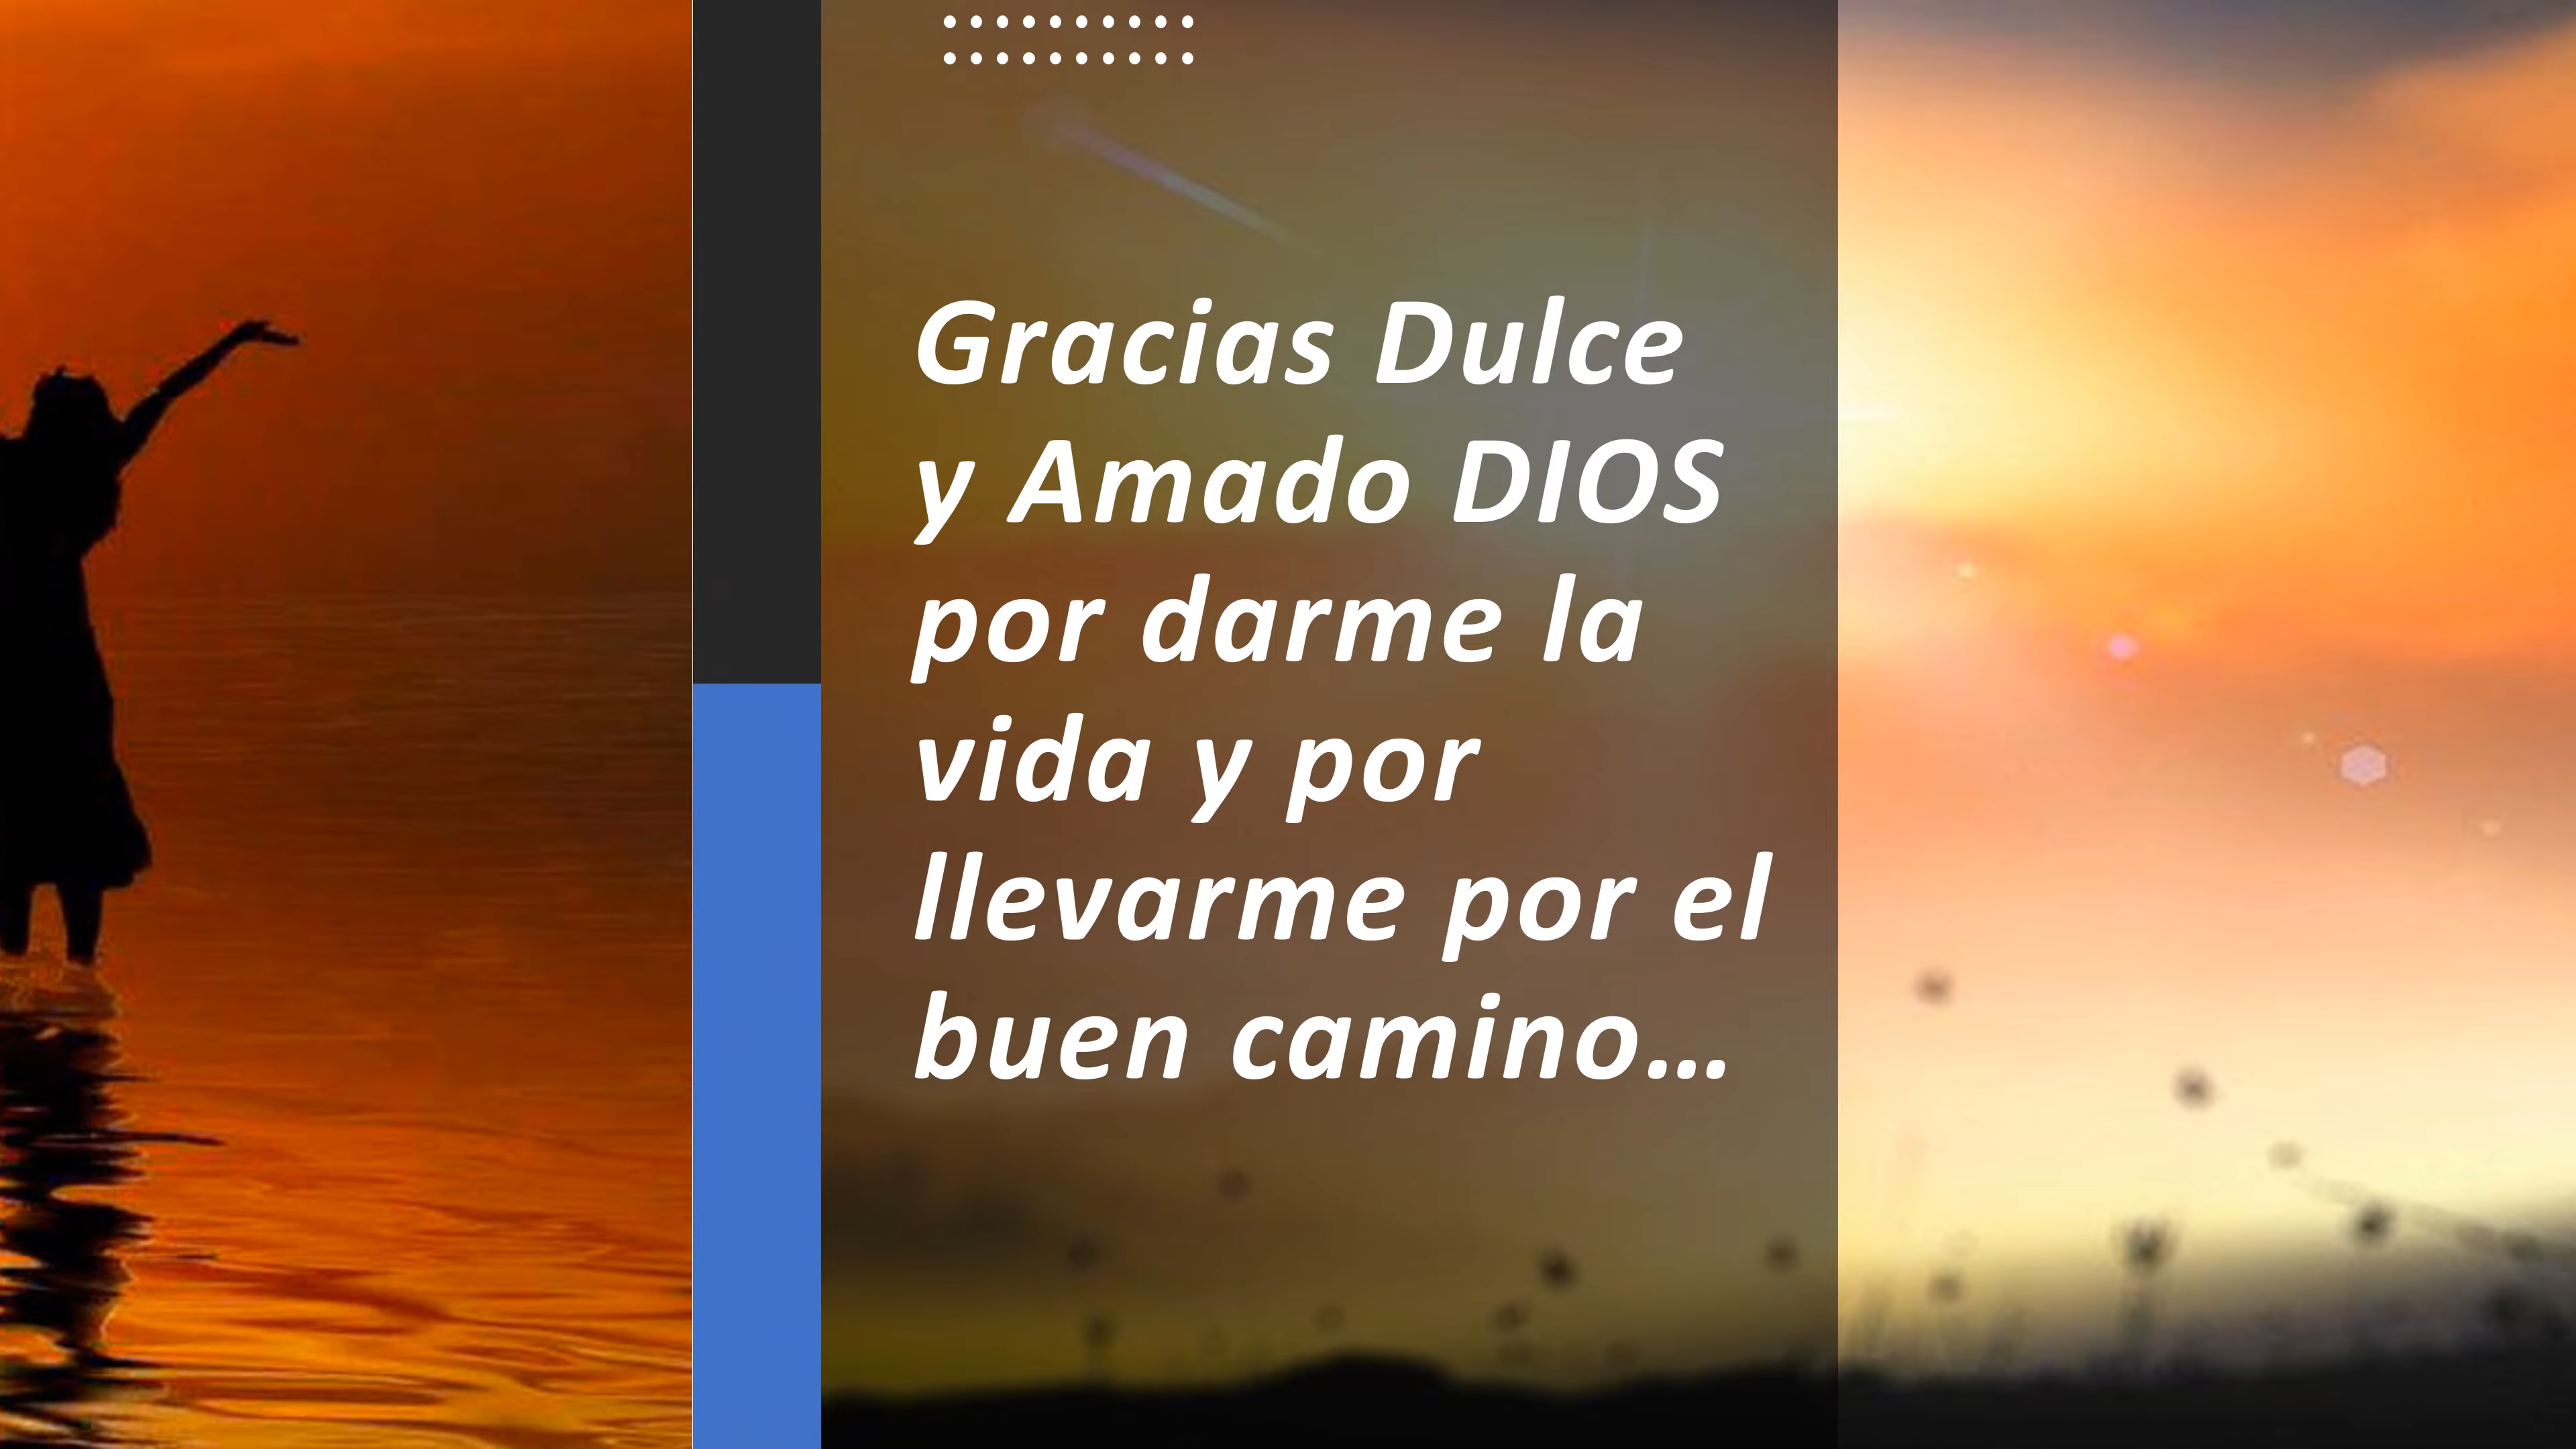 Gracias Dulce
y Amado DIOS
por darme la
vida y por
llevarme por el
buen camino…